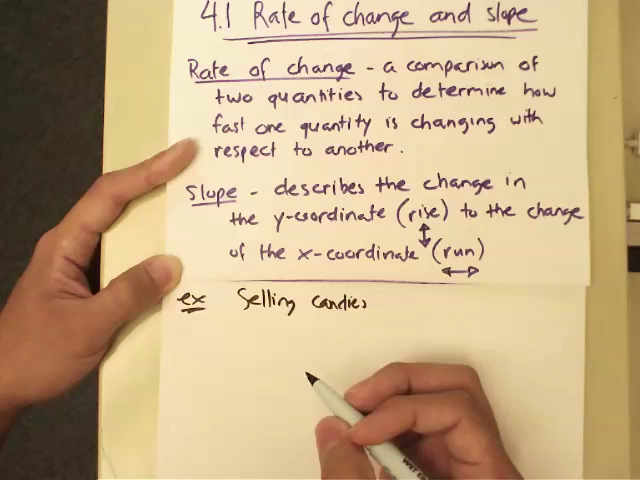 4.1 Rate of change and slope
Rate of change - a comparison of
two quantities to determine how
fast one quantity is changing with
respect to another.
Slope - describes the change in
the y-coordinate (rise) to the change
of the x-coordinate (run)
ex Selling candies